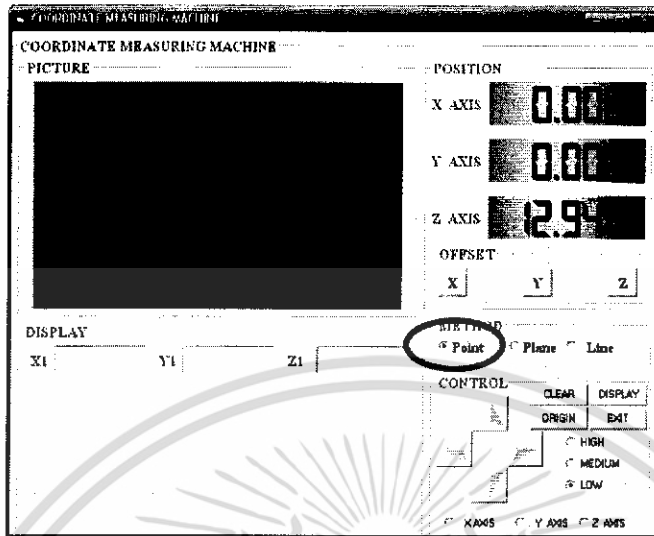 COORDINATE MEASURING MACHINE
COORDINATE MEASURING MACHINE
PICTURE
POSITION
X AXIS 0.00
Y AXIS 0.00
Z AXIS 12.94
OFFSET
X Y Z
DISPLAY
METHOD
X1 Y1 Z1
Point Plane Line
CONTROL
CLEAR DISPLAY
ORIGIN EXIT
HIGH
MEDIUM
LOW
X AXIS Y AXIS Z AXIS